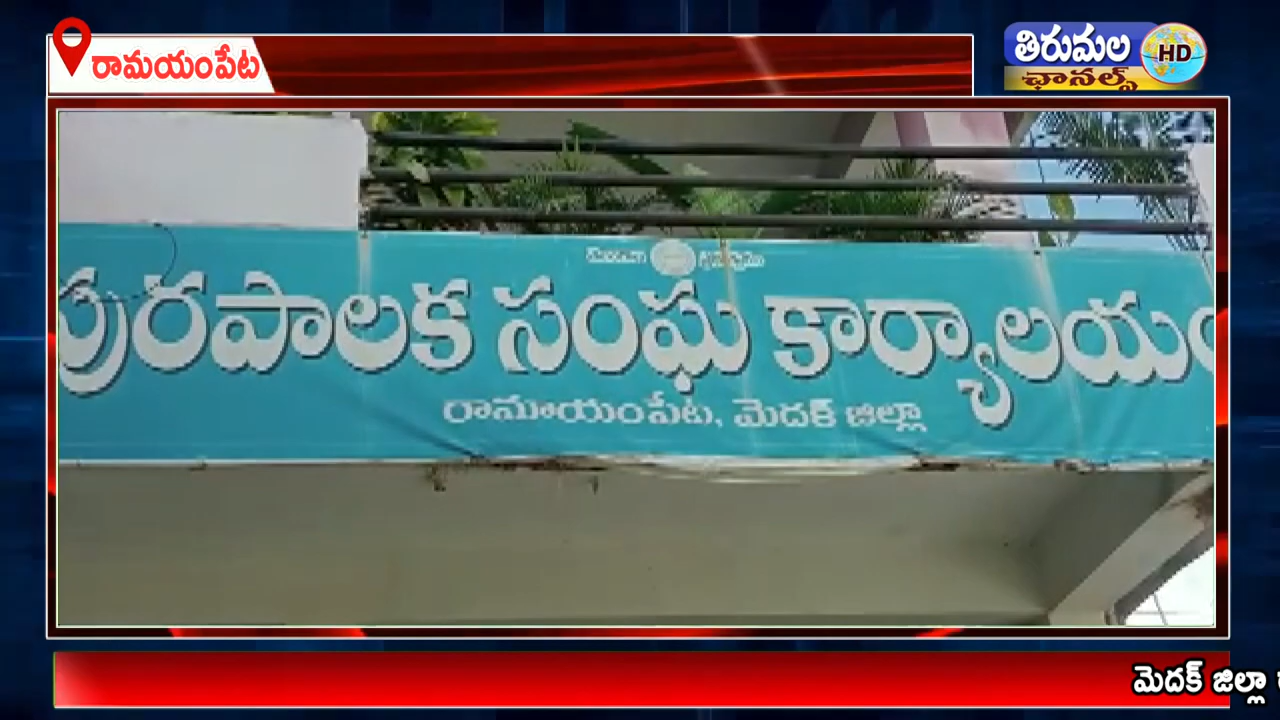 రామయంపేట
తిరుమల
HD
ఛానల్స్
పురపాలక సంఘ కార్యాలయం
రామాయంపేట, మెదక్ జిల్లా
మెదక్ జిల్లా